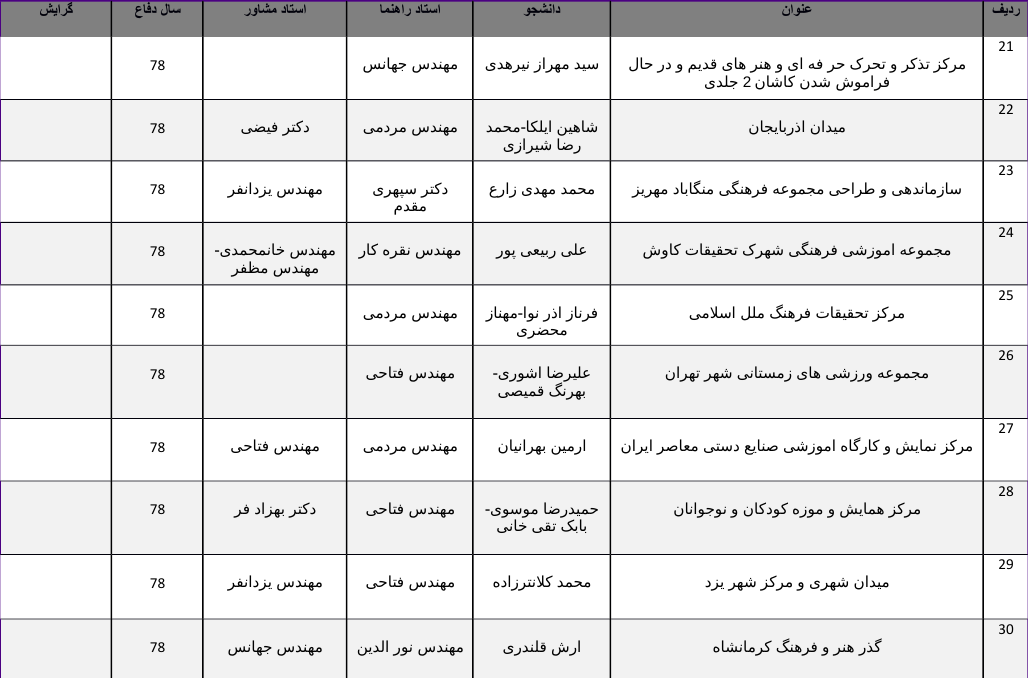 ردیف عنوان دانشجو استاد راهنما استاد مشاور سال دفاع گرایش
21 مرکز تذکر و تحرک حر فه ای و هنر های قدیم و در حال فراموش شدن کاشان 2 جلدی سید مهراز نیرهدی مهندس جهانس 78
22 میدان اذربایجان شاهین ایلکا-محمد رضا شیرازی مهندس مردمی دکتر فیضی 78
23 سازماندهی و طراحی مجموعه فرهنگی منگاباد مهریز محمد مهدی زارع دکتر سپهری مقدم مهندس یزدانفر 78
24 مجموعه اموزشی فرهنگی شهرک تحقیقات کاوش علی ربیعی پور مهندس نقره کار مهندس خانمحمدی-مهندس مظفر 78
25 مرکز تحقیقات فرهنگ ملل اسلامی فرناز اذر نوا-مهناز محضری مهندس مردمی 78
26 مجموعه ورزشی های زمستانی شهر تهران علیرضا اشوری-بهرنگ قمیصی مهندس فتاحی 78
27 مرکز نمایش و کارگاه اموزشی صنایع دستی معاصر ایران ارمین بهرانیان مهندس مردمی مهندس فتاحی 78
28 مرکز همایش و موزه کودکان و نوجوانان حمیدرضا موسوی-بابک تقی خانی مهندس فتاحی دکتر بهزاد فر 78
29 میدان شهری و مرکز شهر یزد محمد کلانترزاده مهندس فتاحی مهندس یزدانفر 78
30 گذر هنر و فرهنگ کرمانشاه ارش قلندری مهندس نور الدین مهندس جهانس 78